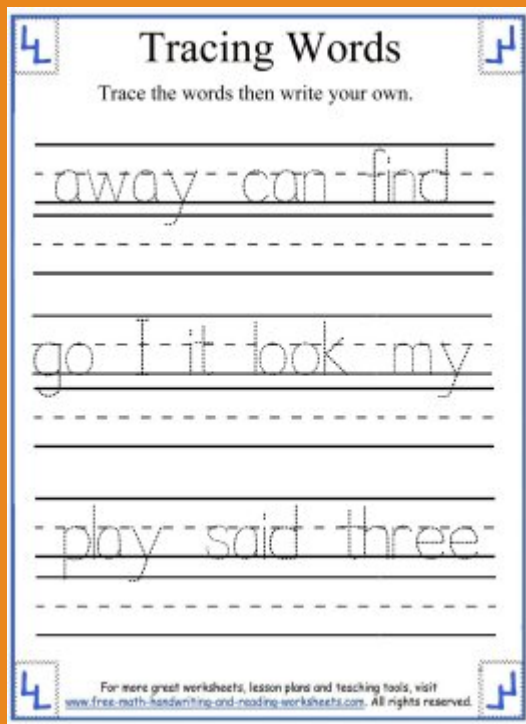 Tracing Words
Trace the words then write your own.
away can find
go I it look my
play said three
For more great worksheets, lesson plans and teaching tools, visit
www.free-math-handwriting-and-reading-worksheets.com. All rights reserved.